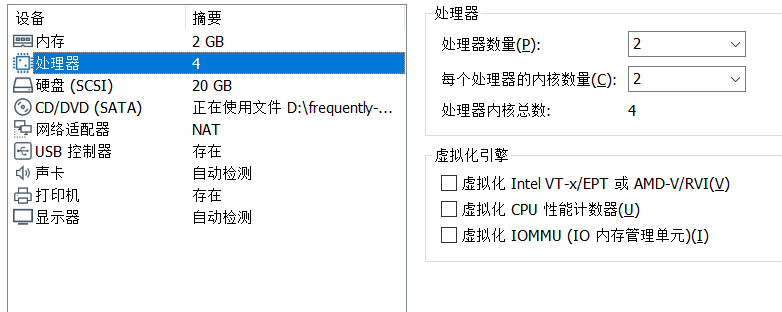 设备 摘要
内存 2 GB
处理器 4
硬盘 (SCSI) 20 GB
CD/DVD (SATA) 正在使用文件 D:\frequently-...
网络适配器 NAT
USB 控制器 存在
声卡 自动检测
打印机 存在
显示器 自动检测
处理器
处理器数量(P): 2
每个处理器的内核数量(C): 2
处理器内核总数: 4
虚拟化引擎
虚拟化 Intel VT-x/EPT 或 AMD-V/RVI(V)
虚拟化 CPU 性能计数器(U)
虚拟化 IOMMU (IO 内存管理单元)(I)